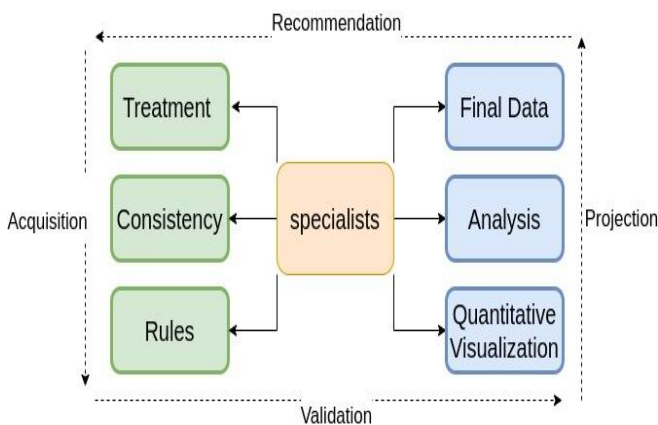 Recommendation
Treatment
Final Data
Acquisition
Consistency
specialists
Analysis
Projection
Rules
Quantitative
Visualization
Validation